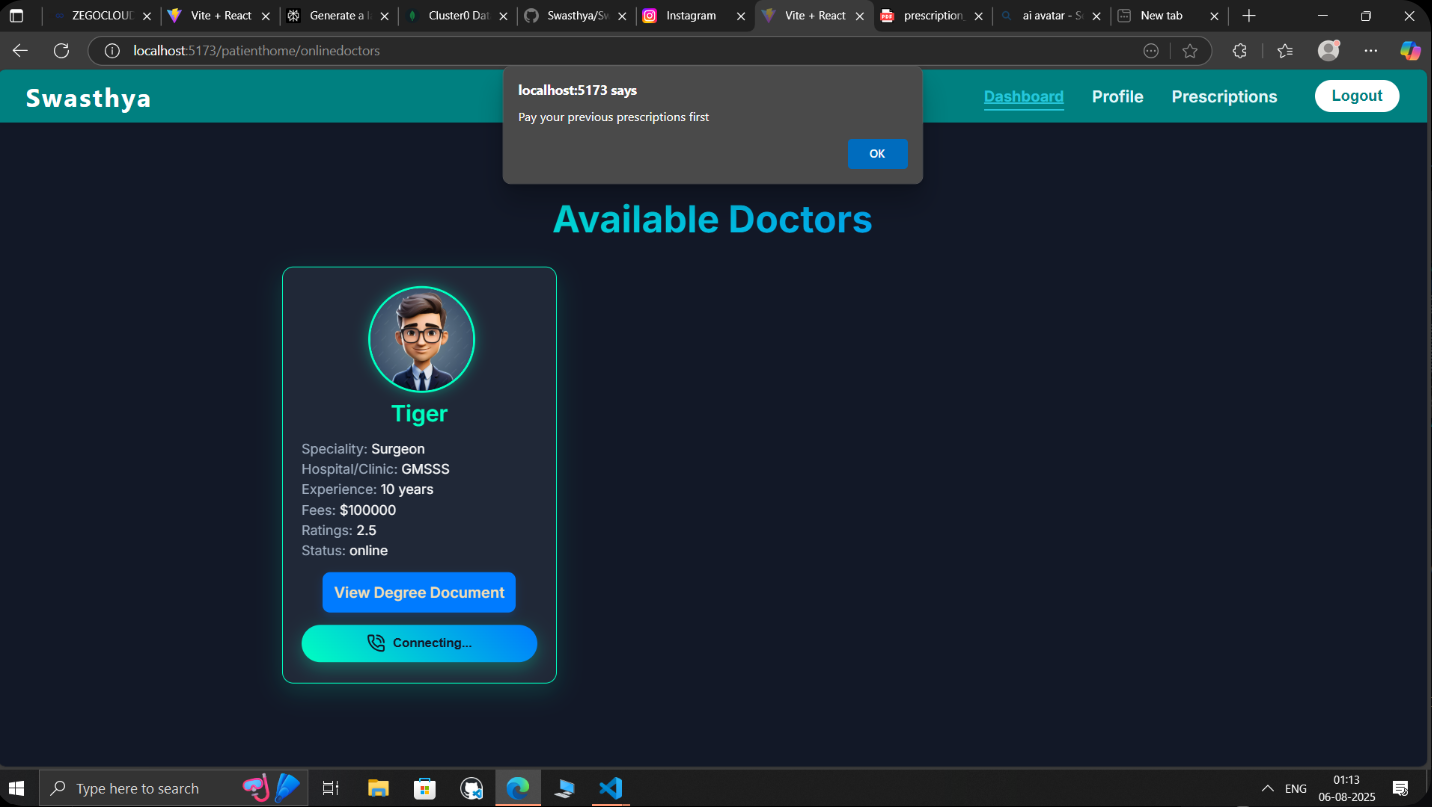 ZEGOCLOUD
Vite + React
Generate a l
Cluster0 Dat
Swasthya/Sw
Instagram
Vite + React
prescription_
ai avatar - Se
New tab
localhost:5173/patienthome/onlinedoctors
localhost:5173 says
Pay your previous prescriptions first
OK
Swasthya
Dashboard
Profile
Prescriptions
Logout
Available Doctors
Tiger
Speciality: Surgeon
Hospital/Clinic: GMSSS
Experience: 10 years
Fees: $100000
Ratings: 2.5
Status: online
View Degree Document
Connecting...
Type here to search
ENG
01:13
06-08-2025